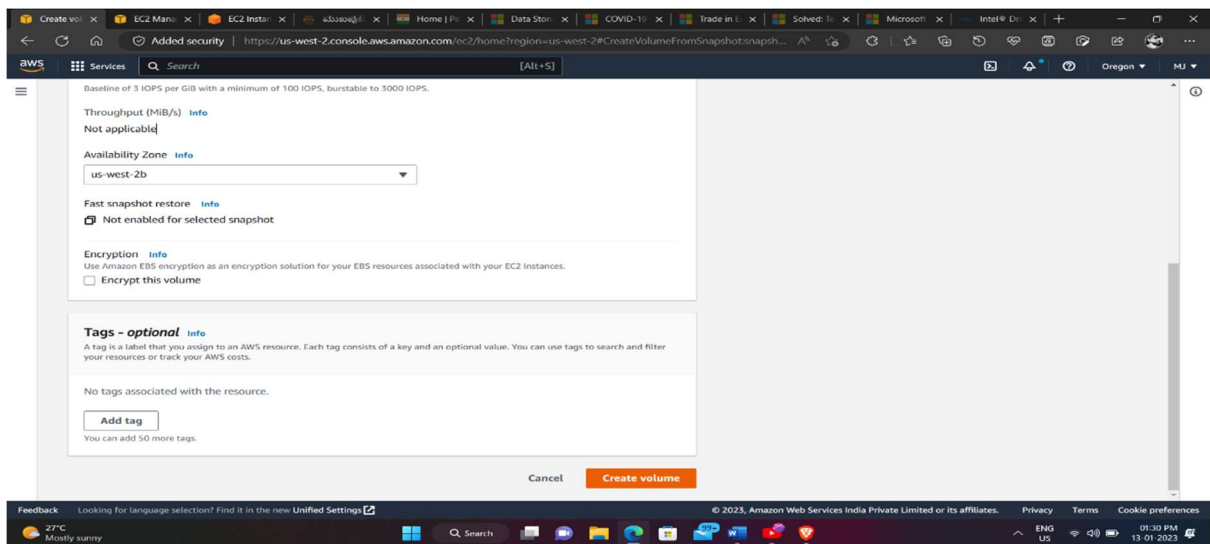 Create vol
EC2 Mana
EC2 Instan
Home | Pa
Data Stor
COVID-19
Trade in E
Solved: Te
Microsoft
Intel® Dri
Added security | https://us-west-2.console.aws.amazon.com/ec2/home?region=us-west-2#CreateVolumeFromSnapshot:snapsh...
aws
Services
Search
[Alt+S]
Oregon
MJ
Baseline of 3 IOPS per GiB with a minimum of 100 IOPS, burstable to 3000 IOPS.
Throughput (MiB/s) Info
Not applicable
Availability Zone Info
us-west-2b
Fast snapshot restore Info
Not enabled for selected snapshot
Encryption Info
Use Amazon EBS encryption as an encryption solution for your EBS resources associated with your EC2 instances.
Encrypt this volume
Tags - optional Info
A tag is a label that you assign to an AWS resource. Each tag consists of a key and an optional value. You can use tags to search and filter
your resources or track your AWS costs.
No tags associated with the resource.
Add tag
You can add 50 more tags.
Cancel
Create volume
Feedback
Looking for language selection? Find it in the new Unified Settings
© 2023, Amazon Web Services India Private Limited or its affiliates.
Privacy
Terms
Cookie preferences
27°C
Mostly sunny
Search
99+
ENG
US
01:30 PM
13-01-2023